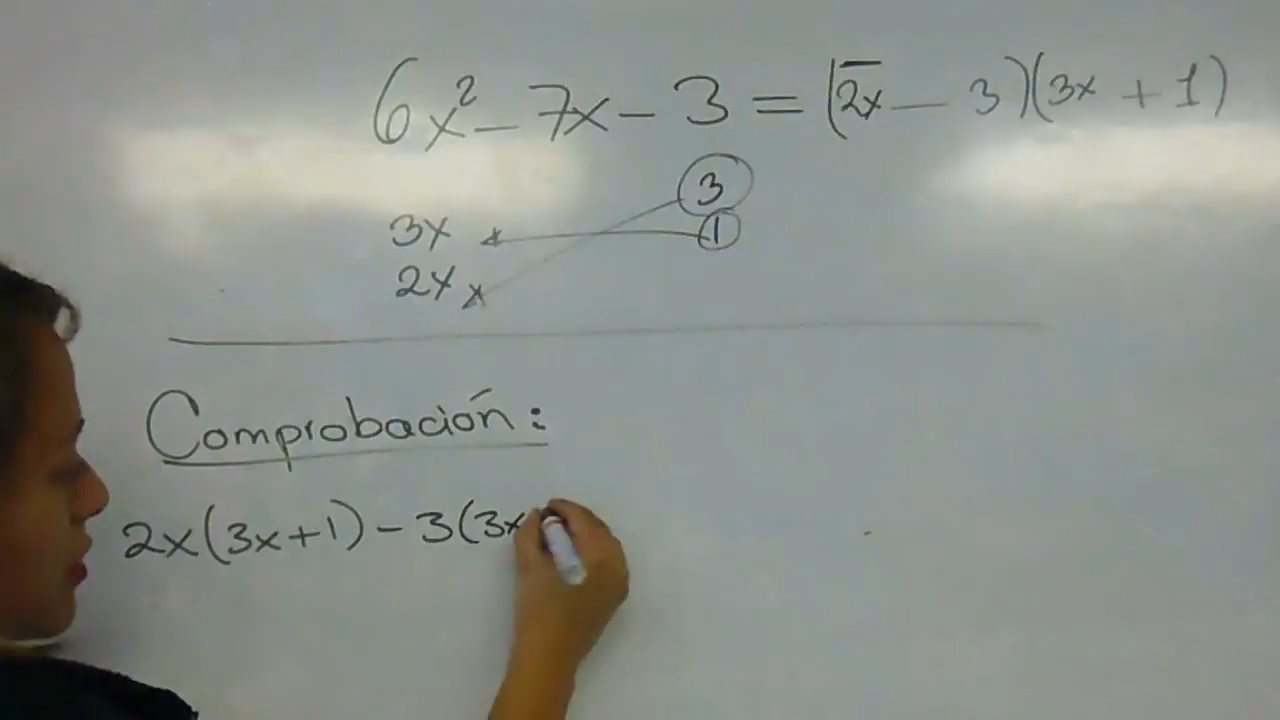 6x² - 7x - 3 = (2x - 3)(3x + 1)
3
3x 1
2x
Comprobación:
2x(3x+1) - 3(3x